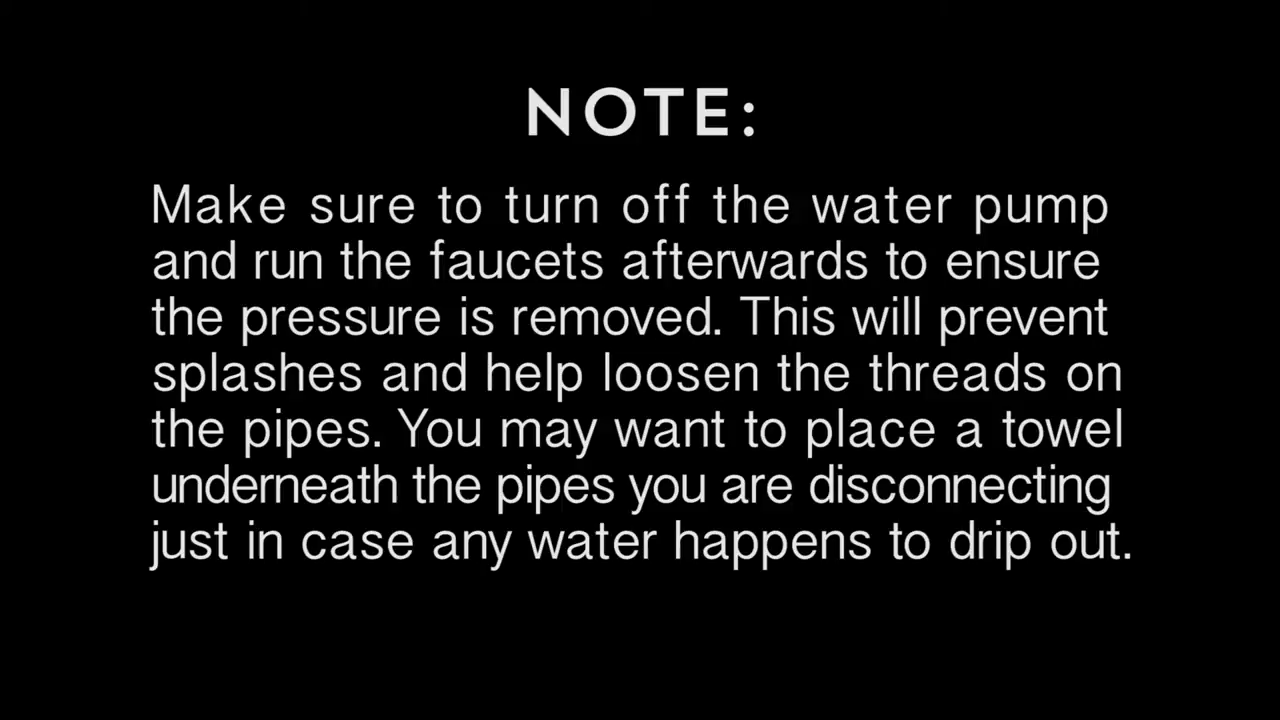 NOTE:
Make sure to turn off the water pump
and run the faucets afterwards to ensure
the pressure is removed. This will prevent
splashes and help loosen the threads on
the pipes. You may want to place a towel
underneath the pipes you are disconnecting
just in case any water happens to drip out.